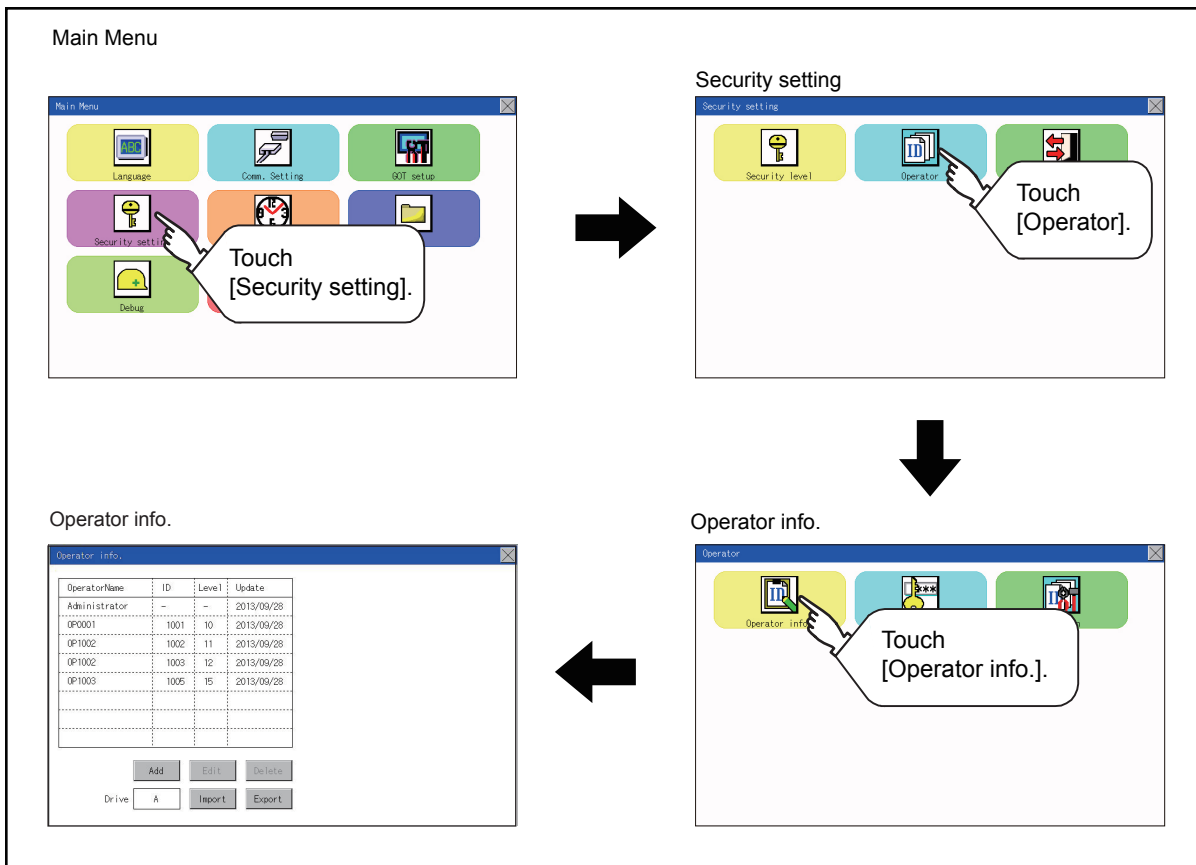 Main Menu
Main Menu
Language
Comm. Setting
GOT setup
Security
Touch
[Security setting].
Debug
Security setting
Security setting
Security level
Operator
Touch
[Operator].
Operator info.
Operator
Operator
Touch
[Operator info.].
Operator info.
Operator info.
OperatorName ID Level Update
Administrator - - 2013/09/28
OP0001 1001 10 2013/09/28
OP1002 1002 11 2013/09/28
OP1002 1003 12 2013/09/28
OP1003 1005 15 2013/09/28
Add Edit Delete
Drive A Import Export